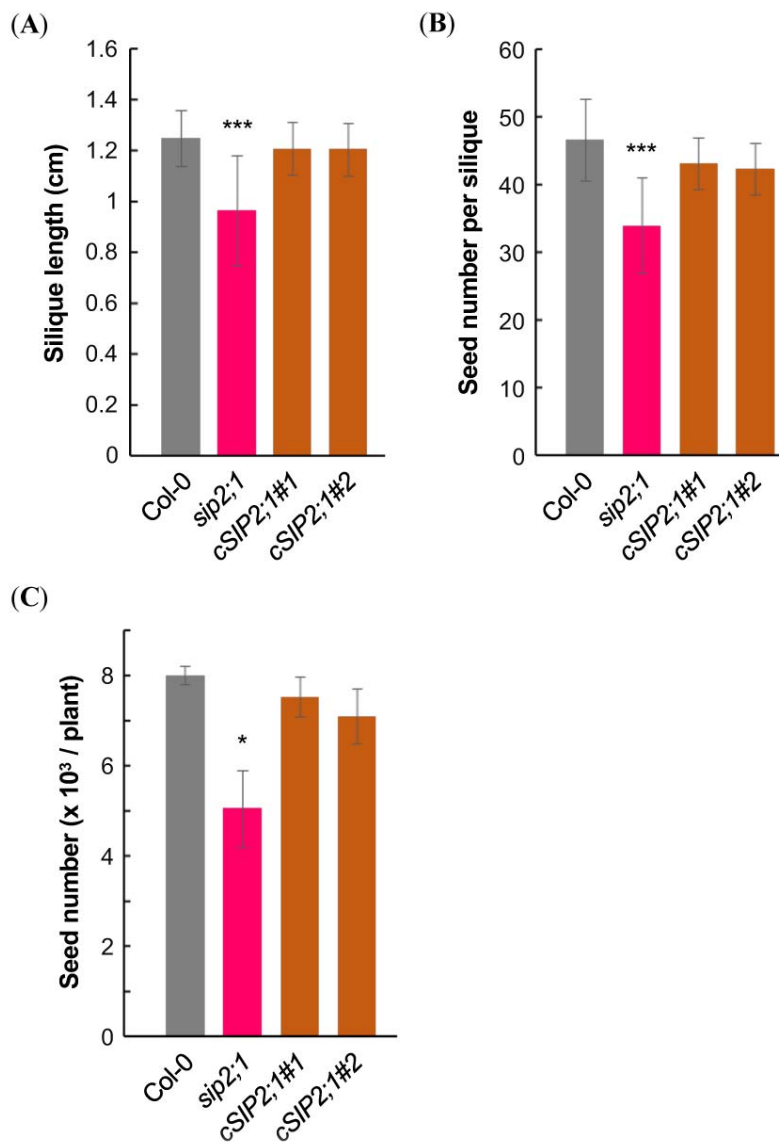 (A)
Silique length (cm)
1.6
1.4
1.2
1
0.8
0.6
0.4
0.2
0
***
Col-0
sip2;1
cSIP2;1#1
cSIP2;1#2
(B)
Seed number per silique
60
50
40
30
20
10
0
***
Col-0
sip2;1
cSIP2;1#1
cSIP2;1#2
(C)
Seed number (x 10³ / plant)
8
6
4
2
0
*
Col-0
sip2;1
cSIP2;1#1
cSIP2;1#2